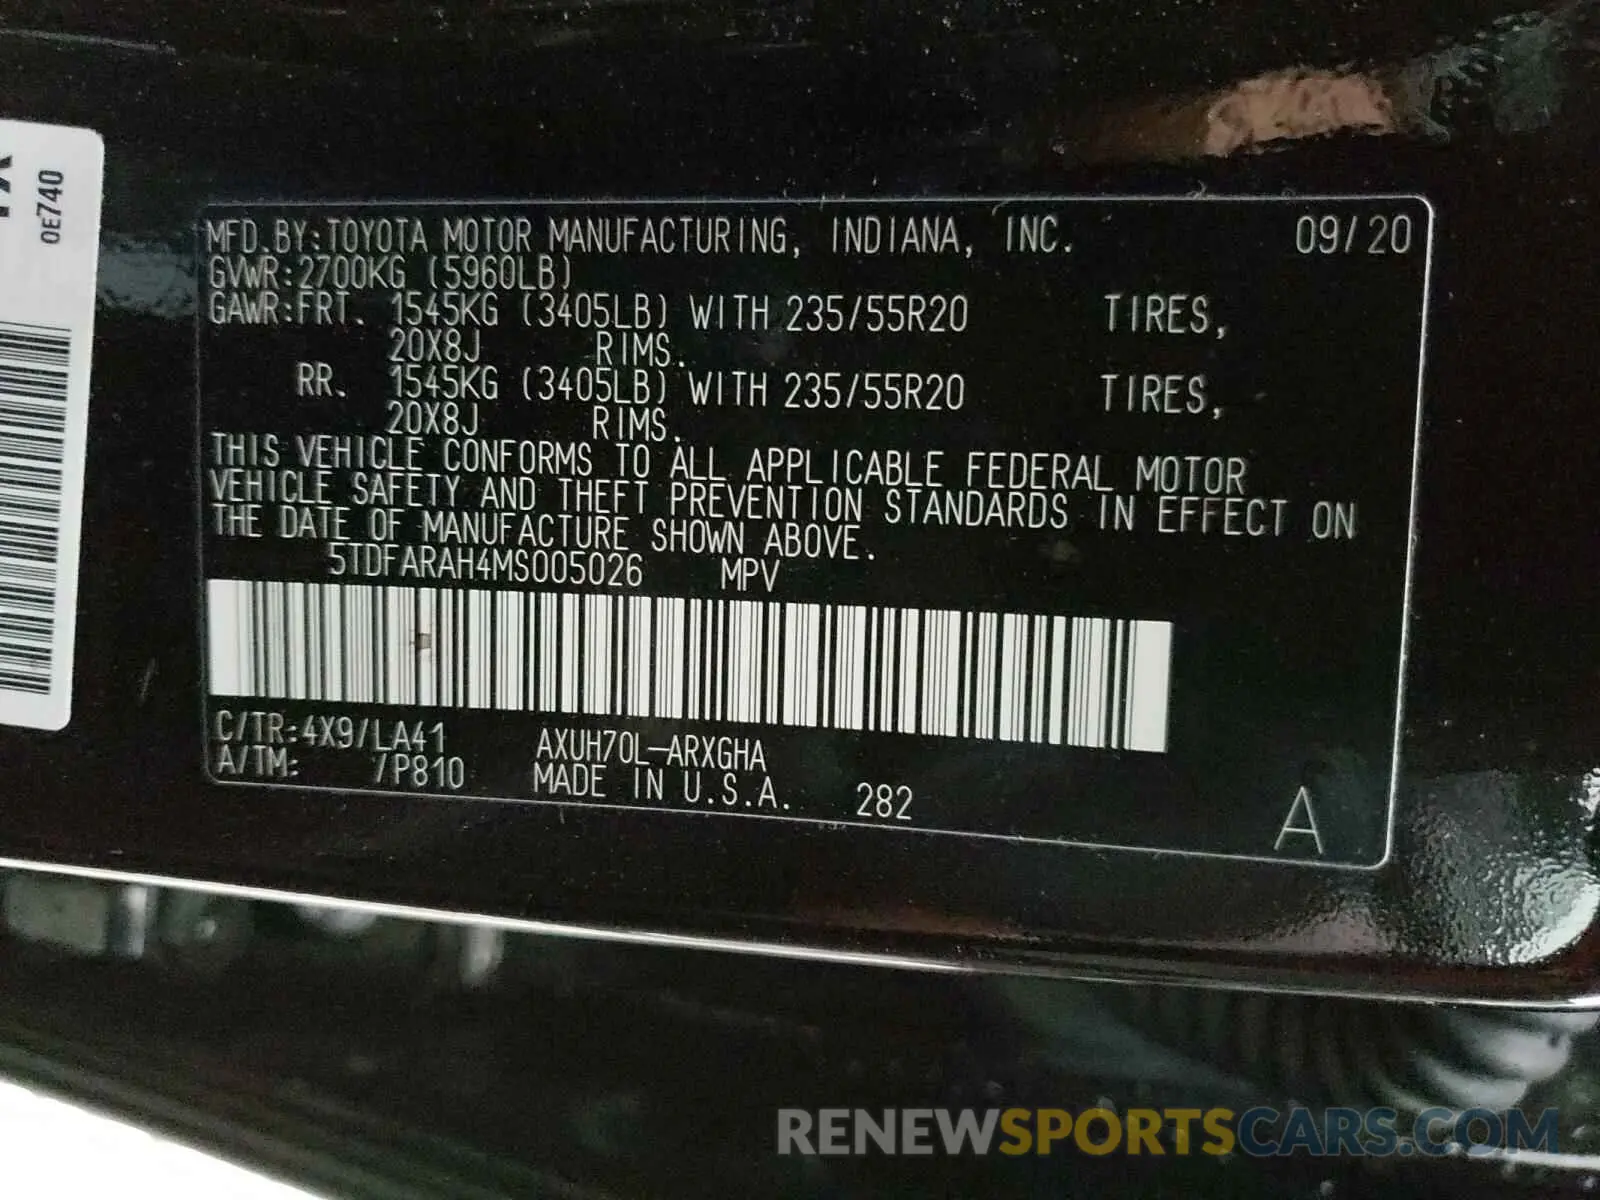 0E740
MFD.BY:TOYOTA MOTOR MANUFACTURING, INDIANA, INC. 09/20
GVWR:2700KG (5960LB)
GAWR:FRT. 1545KG (3405LB) WITH 235/55R20 TIRES,
20X8J RIMS.
RR. 1545KG (3405LB) WITH 235/55R20 TIRES,
20X8J RIMS.
THIS VEHICLE CONFORMS TO ALL APPLICABLE FEDERAL MOTOR
VEHICLE SAFETY AND THEFT PREVENTION STANDARDS IN EFFECT ON
THE DATE OF MANUFACTURE SHOWN ABOVE.
5TDFARAH4MS005026 MPV
C/TR:4X9/LA41 AXUH70L-ARXGHA
A/TM: /P810 MADE IN U.S.A. 282
A
RENEWSPORTSCARS.COM